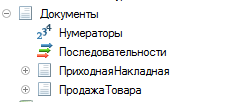 Документы
Нумераторы
Последовательности
ПриходнаяНакладная
ПродажаТовара